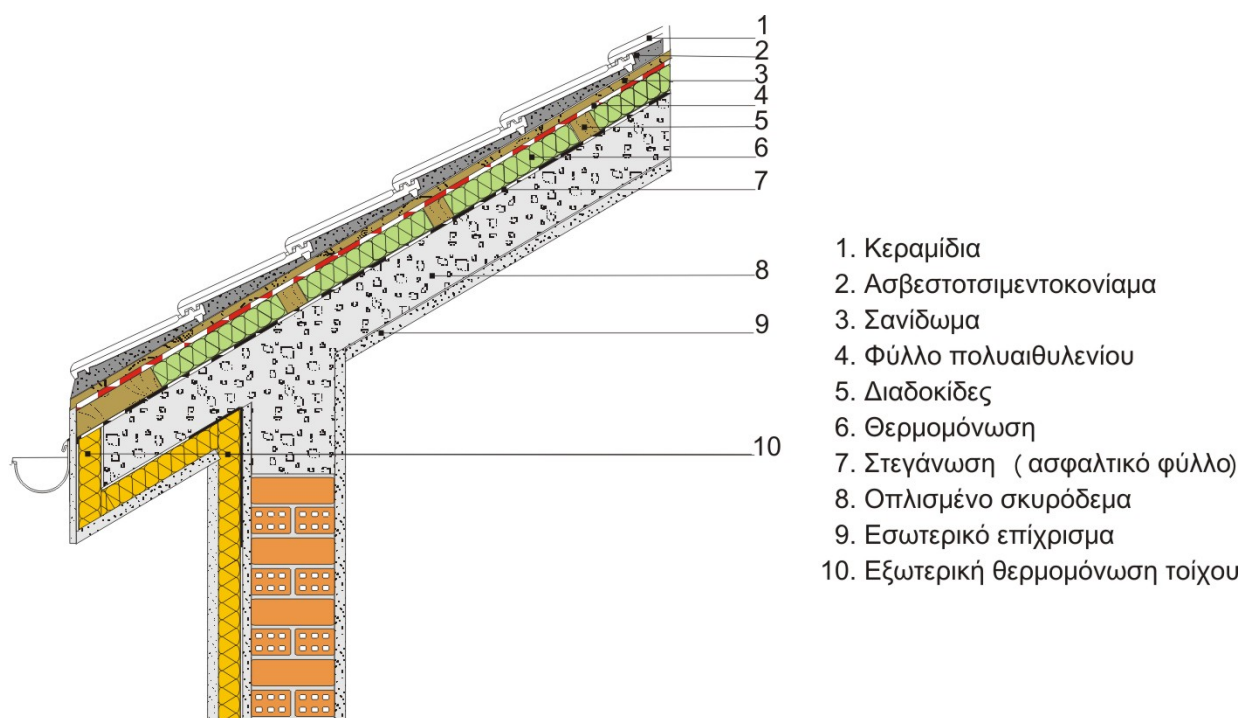 1
2
3
4
5
6
7
8
9
10
1. Κεραμίδια
2. Ασβεστοτσιμεντοκονίαμα
3. Σανίδωμα
4. Φύλλο πολυαιθυλενίου
5. Διαδοκίδες
6. Θερμομόνωση
7. Στεγάνωση ( ασφαλτικό φύλλο)
8. Οπλισμένο σκυρόδεμα
9. Εσωτερικό επίχρισμα
10. Εξωτερική θερμομόνωση τοίχου